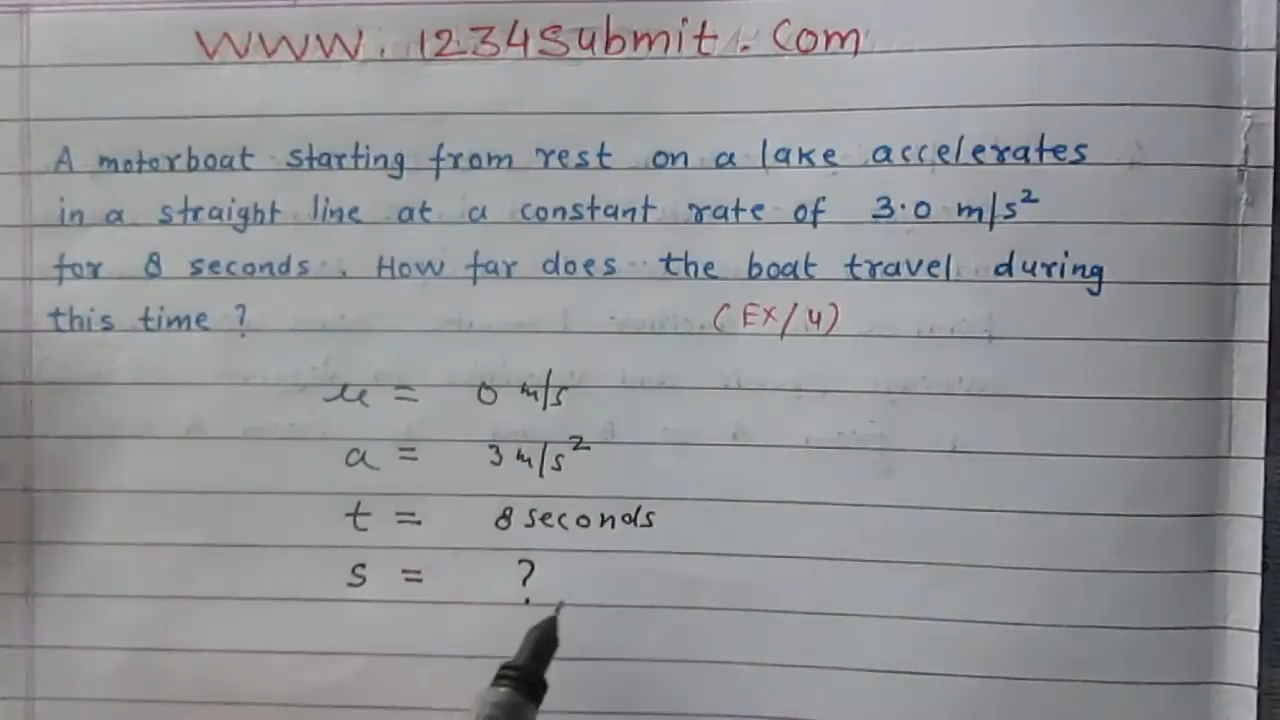 WWW.1234Submit.com
A motorboat starting from rest on a lake accelerates
in a straight line at a constant rate of 3.0 m/s²
for 8 seconds. How far does the boat travel during
this time?
(EX/4)
u = 0 m/s
a = 3 m/s²
t = 8 seconds
s = ?